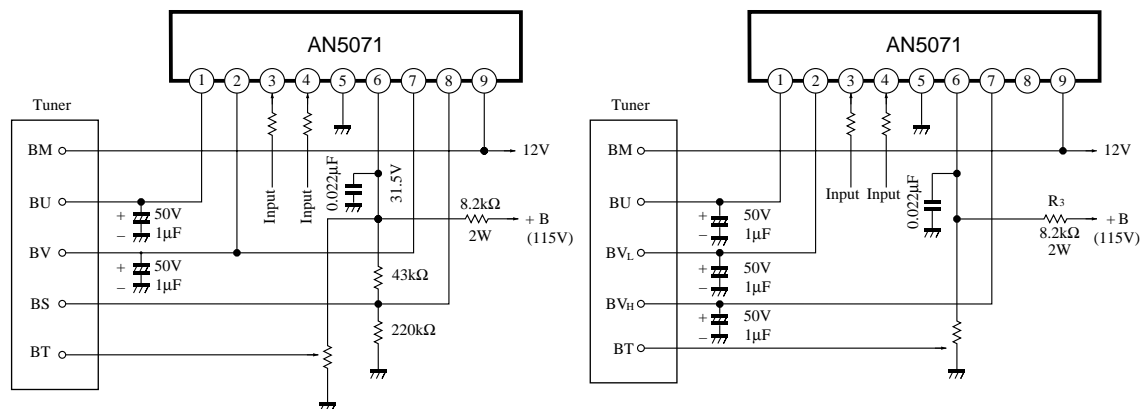 AN5071
1 2 3 4 5 6 7 8 9
Tuner
BM
12V
BU
+
−
50V
1µF
Input
Input
0.022µF
31.5V
8.2kΩ
2W
+ B
(115V)
BV
+
−
50V
1µF
43kΩ
BS
220kΩ
BT
AN5071
1 2 3 4 5 6 7 8 9
Tuner
BM
12V
Input
Input
0.022µF
BU
+
−
50V
1µF
R3
8.2kΩ
2W
+B
(115V)
BVL
+
−
50V
1µF
BVH
+
−
50V
1µF
BT